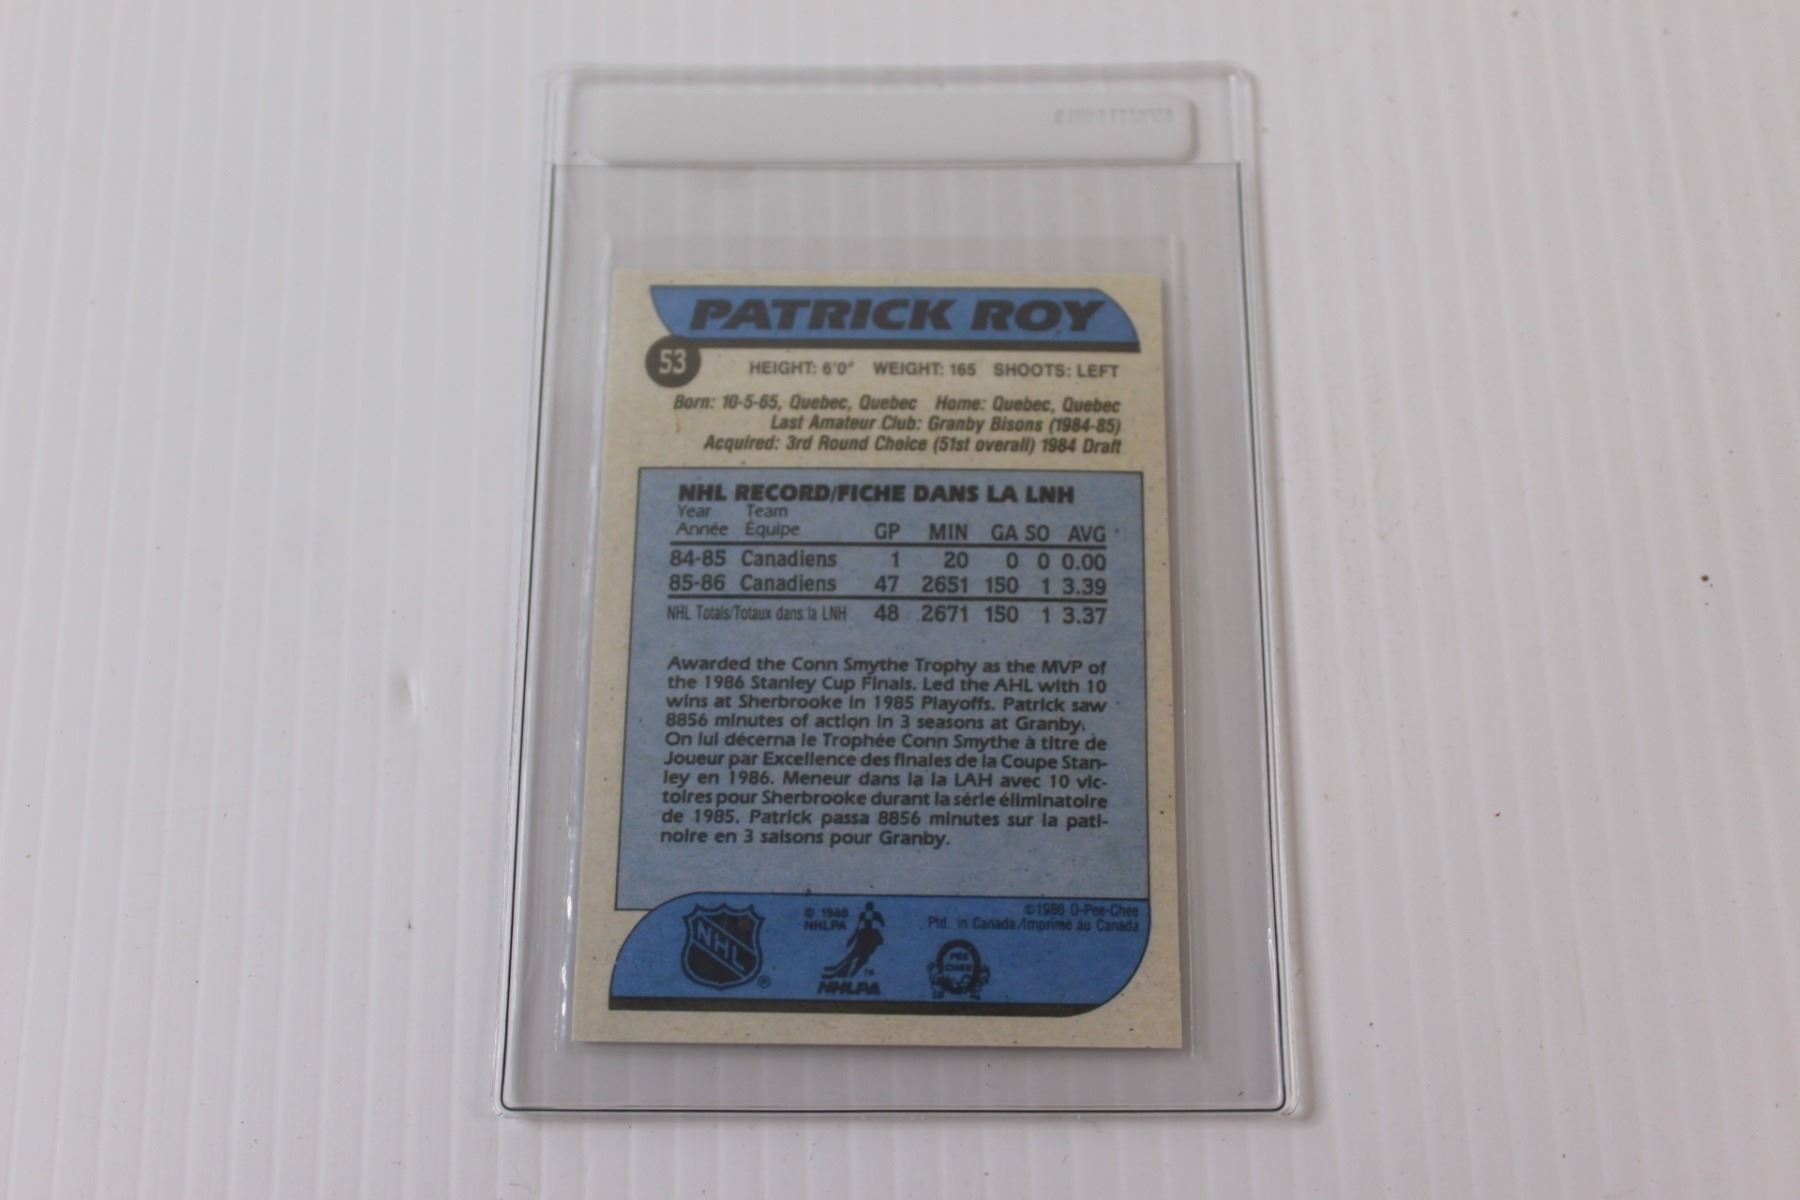 PATRICK ROY
53
HEIGHT: 6'0" WEIGHT: 165 SHOOTS: LEFT
Born: 10-5-65, Quebec, Quebec Home: Quebec, Quebec
Last Amateur Club: Granby Bisons (1984-85)
Acquired: 3rd Round Choice (51st overall) 1984 Draft
NHL RECORD/FICHE DANS LA LNH
Year Team
Année Équipe GP MIN GA SO AVG
84-85 Canadiens 1 20 0 0 0.00
85-86 Canadiens 47 2651 150 1 3.39
NHL Totals/Totaux dans la LNH 48 2671 150 1 3.37
Awarded the Conn Smythe Trophy as the MVP of
the 1986 Stanley Cup Finals. Led the AHL with 10
wins at Sherbrooke in 1985 Playoffs. Patrick saw
8856 minutes of action in 3 seasons at Granby.
On lui décerna le Trophée Conn Smythe à titre de
Joueur par Excellence des finales de la Coupe Stan-
ley en 1986. Meneur dans la la LAH avec 10 vic-
toires pour Sherbrooke durant la série éliminatoire
de 1985. Patrick passa 8856 minutes sur la pati-
noire en 3 saisons pour Granby.
©1986 O-Pee-Chee
Ptd. in Canada/Imprimé au Canada
© 1986
NHLPA
NHL ®
TM
NHLPA
PEE
CHEE